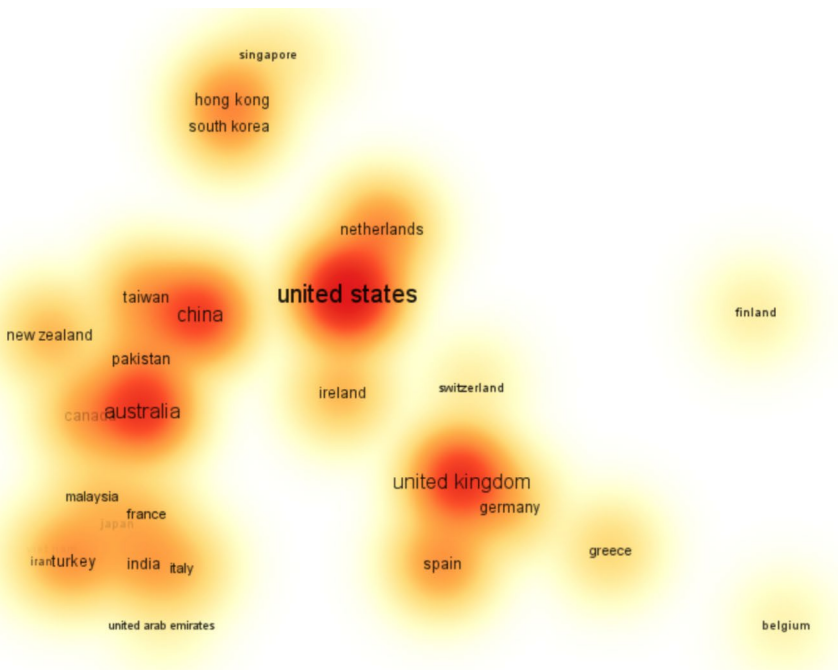 singapore
hong kong
south korea
netherlands
united states
taiwan
china
finland
new zealand
pakistan
ireland
switzerland
canada
australia
united kingdom
malaysia
germany
france
japan
greece
iran
turkey
india
italy
spain
united arab emirates
belgium